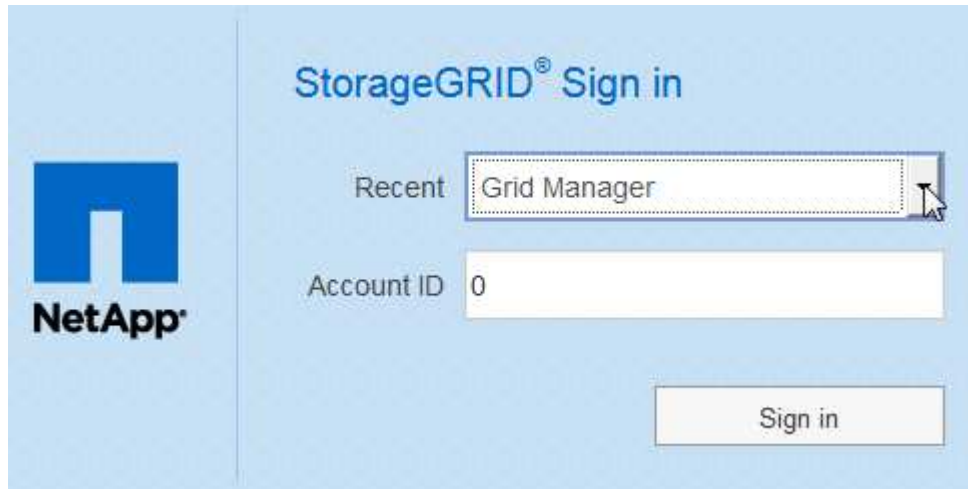 StorageGRID® Sign in
Recent Grid Manager
NetApp®
Account ID 0
Sign in